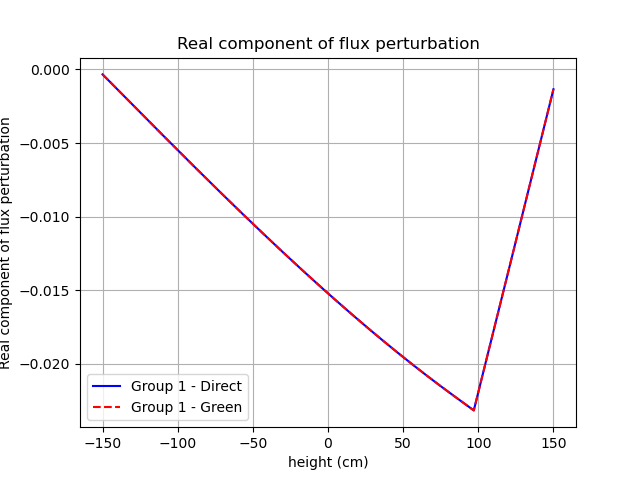 Real component of flux perturbation
Real component of flux perturbation
0.000
−0.005
−0.010
−0.015
−0.020
Group 1 - Direct
Group 1 - Green
−150
−100
−50
0
50
100
150
height (cm)